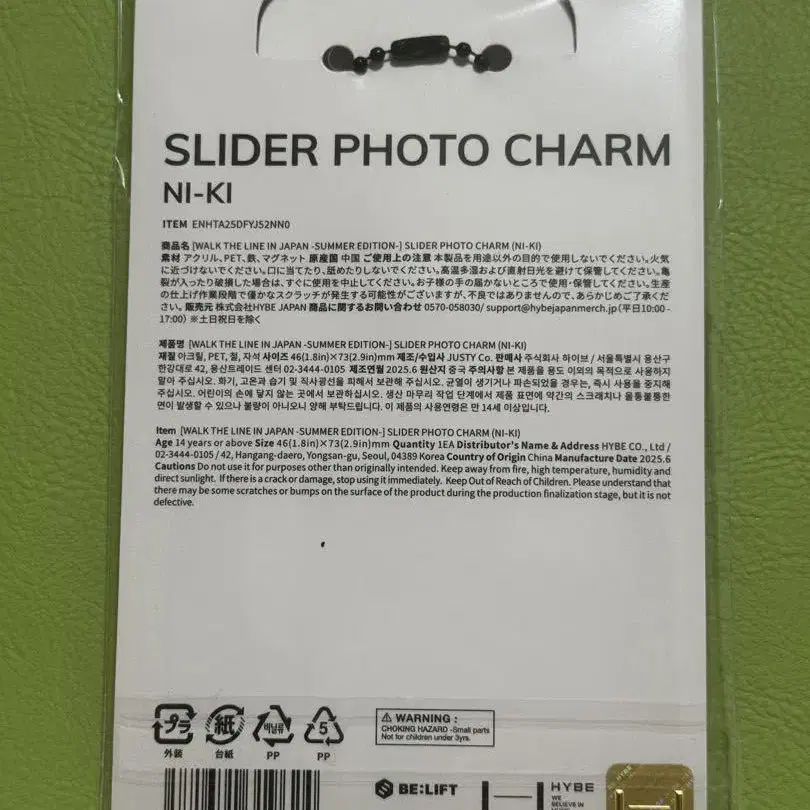 SLIDER PHOTO CHARM
NI-KI
ITEM ENHTA25DFYJ52NN0
商品名 [WALK THE LINE IN JAPAN -SUMMER EDITION-] SLIDER PHOTO CHARM (NI-KI)
素材 アクリル、PET、鉄、マグネット 原産国 中国 ご使用上の注意 本製品を用途以外の目的で使用しないでください。火気
に近づけないでください。口に当てたり、舐めたりしないでください。高温多湿および直射日光を避けて保管してください。亀
裂が入ったり破損した場合は、すぐに使用を中止してください。お子様の手の届かないところで使用・保管してください。生産
の仕上げ作業段階で僅かなスクラッチが発生する可能性がございますが、不良ではありませんので、あらかじめご了承くだ
さい。販売元 株式会社HYBE JAPAN 商品に関するお問い合わせ 0570-058030/ support@hybejapanmerch.jp（平日10:00 -
17:00）※土日祝日を除く
제품명 [WALK THE LINE IN JAPAN -SUMMER EDITION-] SLIDER PHOTO CHARM (NI-KI)
재질 아크릴, PET, 철, 자석 사이즈 46(1.8in)×73(2.9in)mm 제조/수입사 JUSTY Co. 판매사 주식회사 하이브 / 서울특별시 용산구
한강대로 42, 용산트레이드 센터 02-3444-0105 제조연월 2025.6 원산지 중국 주의사항 본 제품을 용도 이외의 목적으로 사용하지
말아 주십시오. 화기, 고온과 습기 및 직사광선을 피해서 보관해 주십시오. 균열이 생기거나 파손되었을 경우는, 즉시 사용을 중지해
주십시오. 어린이의 손에 닿지 않는 곳에서 보관하십시오. 생산 마무리 작업 단계에서 제품 표면에 약간의 스크래치나 울퉁불퉁한
면이 발생할 수 있으나 불량이 아니오니 양해 부탁드립니다. 이 제품의 사용연령은 만 14세 이상입니다.
Item [WALK THE LINE IN JAPAN -SUMMER EDITION-] SLIDER PHOTO CHARM (NI-KI)
Age 14 years or above Size 46(1.8in)×73(2.9in)mm Quantity 1EA Distributor's Name & Address HYBE CO., Ltd /
02-3444-0105 / 42, Hangang-daero, Yongsan-gu, Seoul, 04389 Korea Country of Origin China Manufacture Date 2025.6
Cautions Do not use it for purposes other than originally intended. Keep away from fire, high temperature, humidity and
direct sunlight. If there is a crack or damage, stop using it immediately. Keep Out of Reach of Children. Please understand that
there may be some scratches or bumps on the surface of the product during the production finalization stage, but it is not
defective.
プラ 紙 비닐류 5
外装 台紙 PP PP
WARNING :
CHOKING HAZARD -Small parts
Not for children under 3yrs.
BE:LIFT
HYBE
WE
BELIEVE IN
HYBE